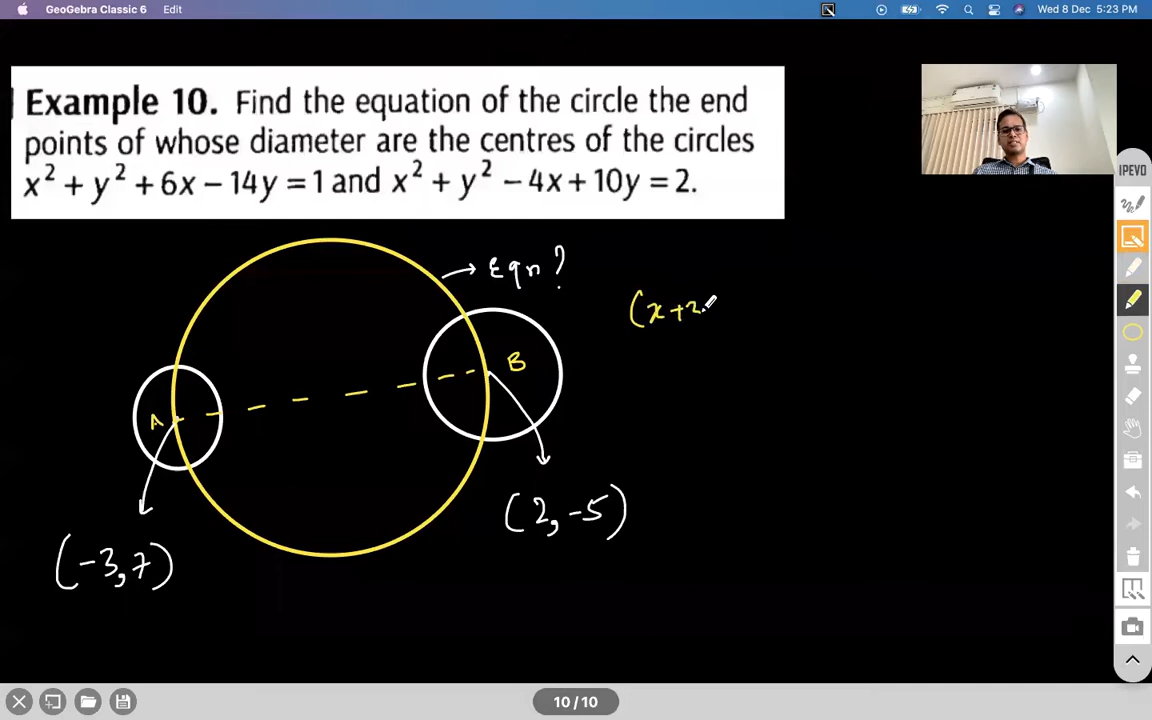 GeoGebra Classic 6 Edit Wed 8 Dec 5:23 PM
Example 10. Find the equation of the circle the end
points of whose diameter are the centres of the circles
x² + y² + 6x – 14y = 1 and x² + y² – 4x + 10y = 2.
IPEVO
→ Eqn ?
(x+3
B
A
(2, -5)
(-3, 7)
10 / 10